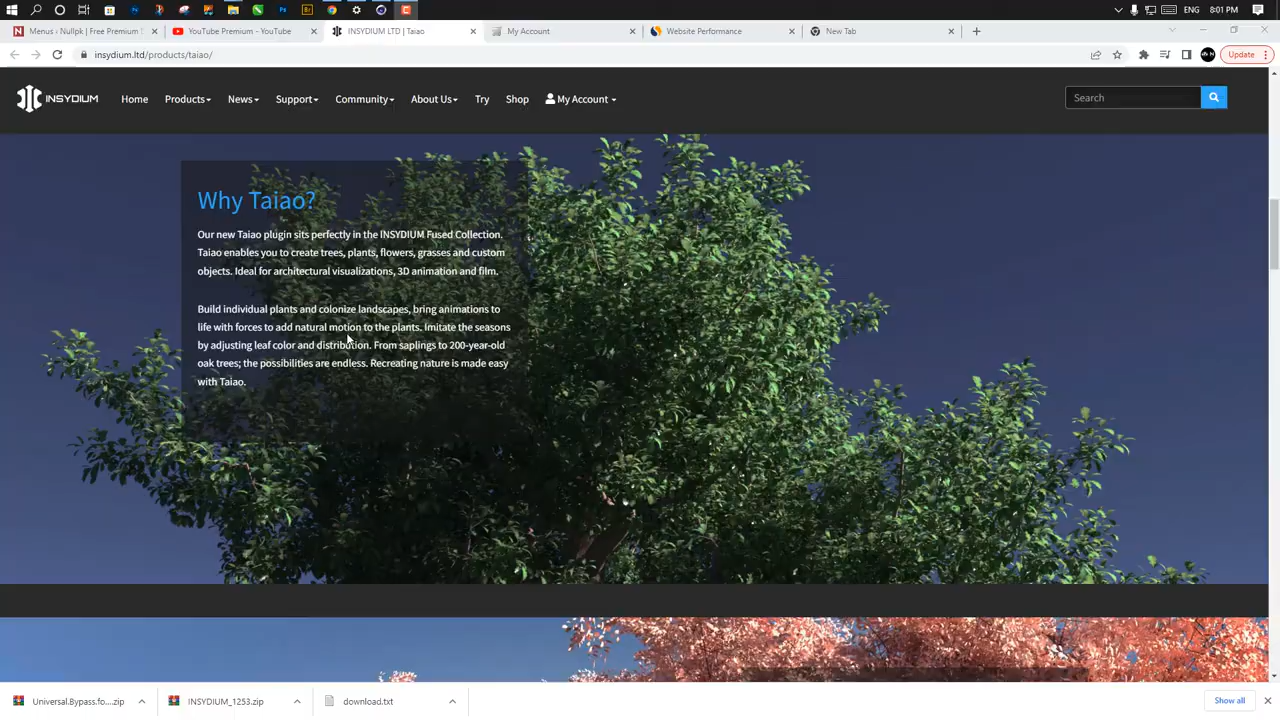 ENG 8:01 PM
Menus ‹ Nullpk | Free Premium
YouTube Premium - YouTube
INSYDIUM LTD | Taiao
My Account
Website Performance
New Tab
insydium.ltd/products/taiao/
Update
INSYDIUM
Home Products News Support Community About Us Try Shop My Account
Search
Why Taiao?
Our new Taiao plugin sits perfectly in the INSYDIUM Fused Collection.
Taiao enables you to create trees, plants, flowers, grasses and custom
objects. Ideal for architectural visualizations, 3D animation and film.
Build individual plants and colonize landscapes, bring animations to
life with forces to add natural motion to the plants. Imitate the seasons
by adjusting leaf color and distribution. From saplings to 200-year-old
oak trees; the possibilities are endless. Recreating nature is made easy
with Taiao.
Universal.Bypass.fo....zip
INSYDIUM_1253.zip
download.txt
Show all